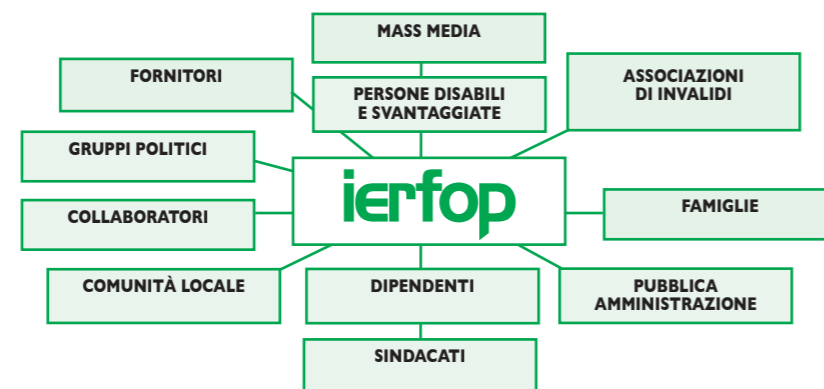 MASS MEDIA
FORNITORI
ASSOCIAZIONI
DI INVALIDI
PERSONE DISABILI
E SVANTAGGIATE
GRUPPI POLITICI
ierfop
COLLABORATORI
FAMIGLIE
COMUNITÀ LOCALE
DIPENDENTI
PUBBLICA
AMMINISTRAZIONE
SINDACATI